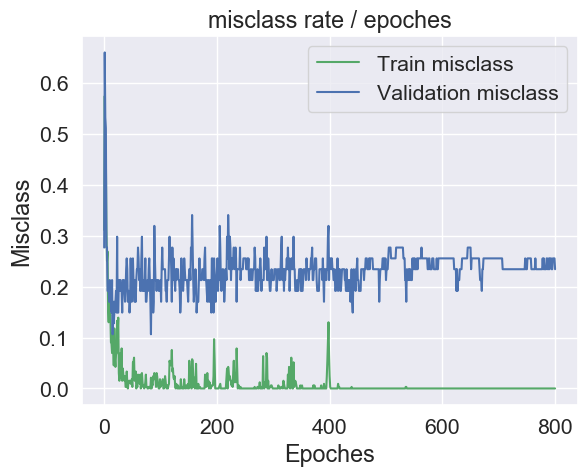 misclass rate / epoches
Train misclass
Validation misclass
Misclass
0.6
0.5
0.4
0.3
0.2
0.1
0.0
0
200
400
600
800
Epoches